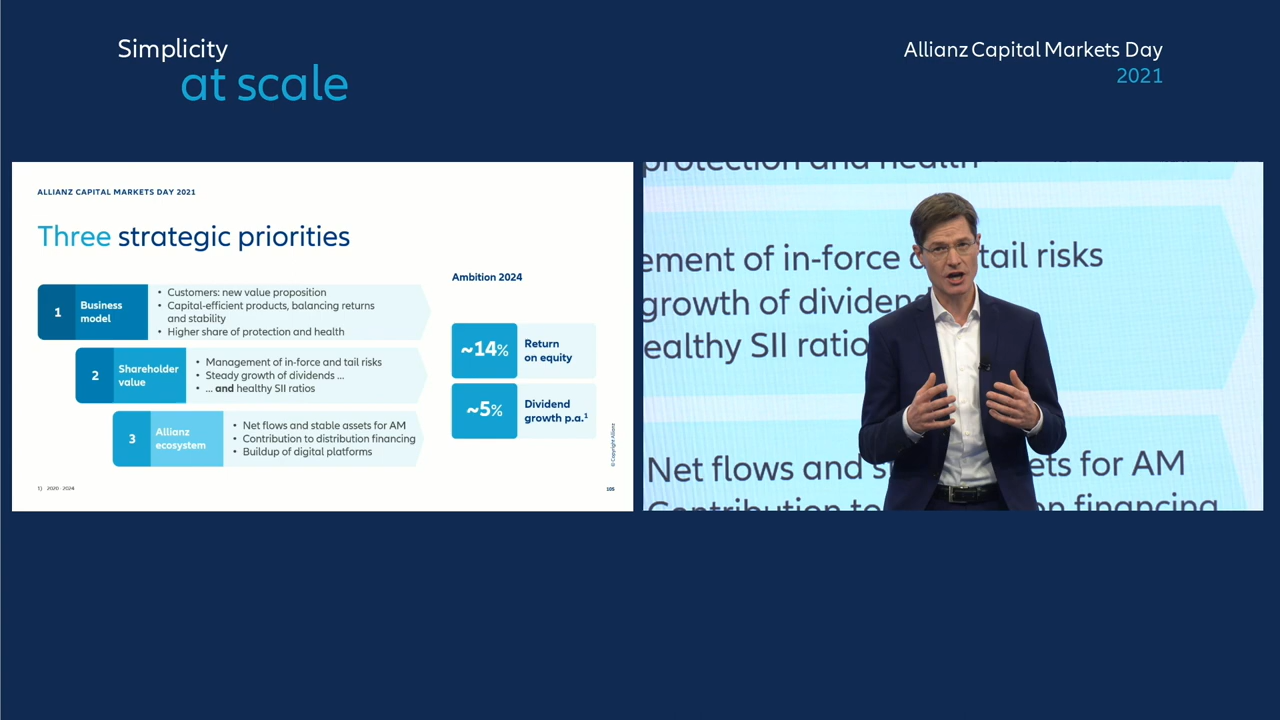 Simplicity
at scale
Allianz Capital Markets Day
2021
ALLIANZ CAPITAL MARKETS DAY 2021
Three strategic priorities
Ambition 2024
1
Business
model
• Customers: new value proposition
• Capital-efficient products, balancing returns
and stability
• Higher share of protection and health
2
Shareholder
value
• Management of in-force and tail risks
• Steady growth of dividends ...
• ... and healthy SII ratios
3
Allianz
ecosystem
• Net flows and stable assets for AM
• Contribution to distribution financing
• Buildup of digital platforms
~14%
Return
on equity
~5%
Dividend
growth p.a.¹
© Copyright Allianz
1) 2020 - 2024
105
protection and health
ement of in-force a tail risks
growth of dividend
ealthy SII ratio
Net flows and s ets for AM
Contribution to on financing